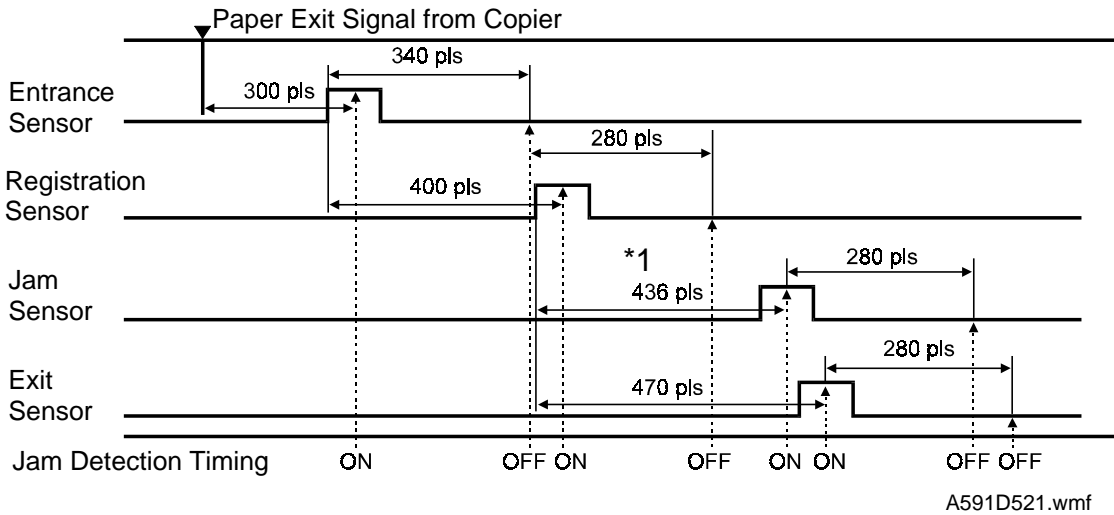 Paper Exit Signal from Copier
340 pls
Entrance
Sensor
300 pls
280 pls
Registration
Sensor
400 pls
*1
280 pls
Jam
Sensor
436 pls
280 pls
Exit
Sensor
470 pls
Jam Detection Timing ON OFF ON OFF ON ON OFF OFF
A591D521.wmf